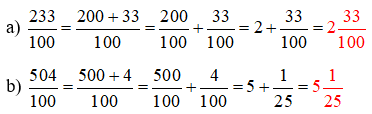 a) 233/100 = (200 + 33)/100 = 200/100 + 33/100 = 2 + 33/100 = 2 33/100
b) 504/100 = (500 + 4)/100 = 500/100 + 4/100 = 5 + 1/25 = 5 1/25